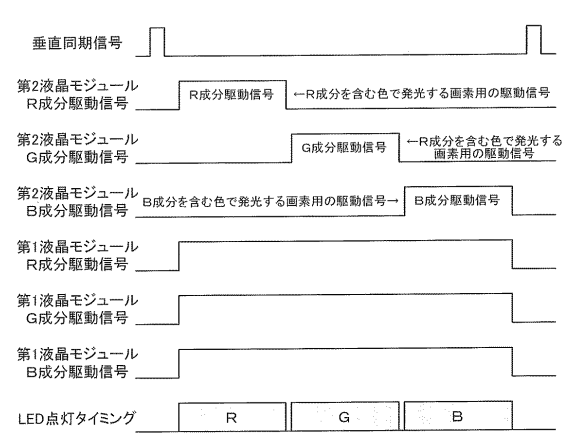 垂直同期信号
第2液晶モジュール
R成分駆動信号
R成分駆動信号
←R成分を含む色で発光する画素用の駆動信号
第2液晶モジュール
G成分駆動信号
G成分駆動信号
←R成分を含む色で発光する
画素用の駆動信号
第2液晶モジュール
B成分駆動信号
B成分を含む色で発光する画素用の駆動信号→
B成分駆動信号
第1液晶モジュール
R成分駆動信号
第1液晶モジュール
G成分駆動信号
第1液晶モジュール
B成分駆動信号
LED点灯タイミング
R
G
B